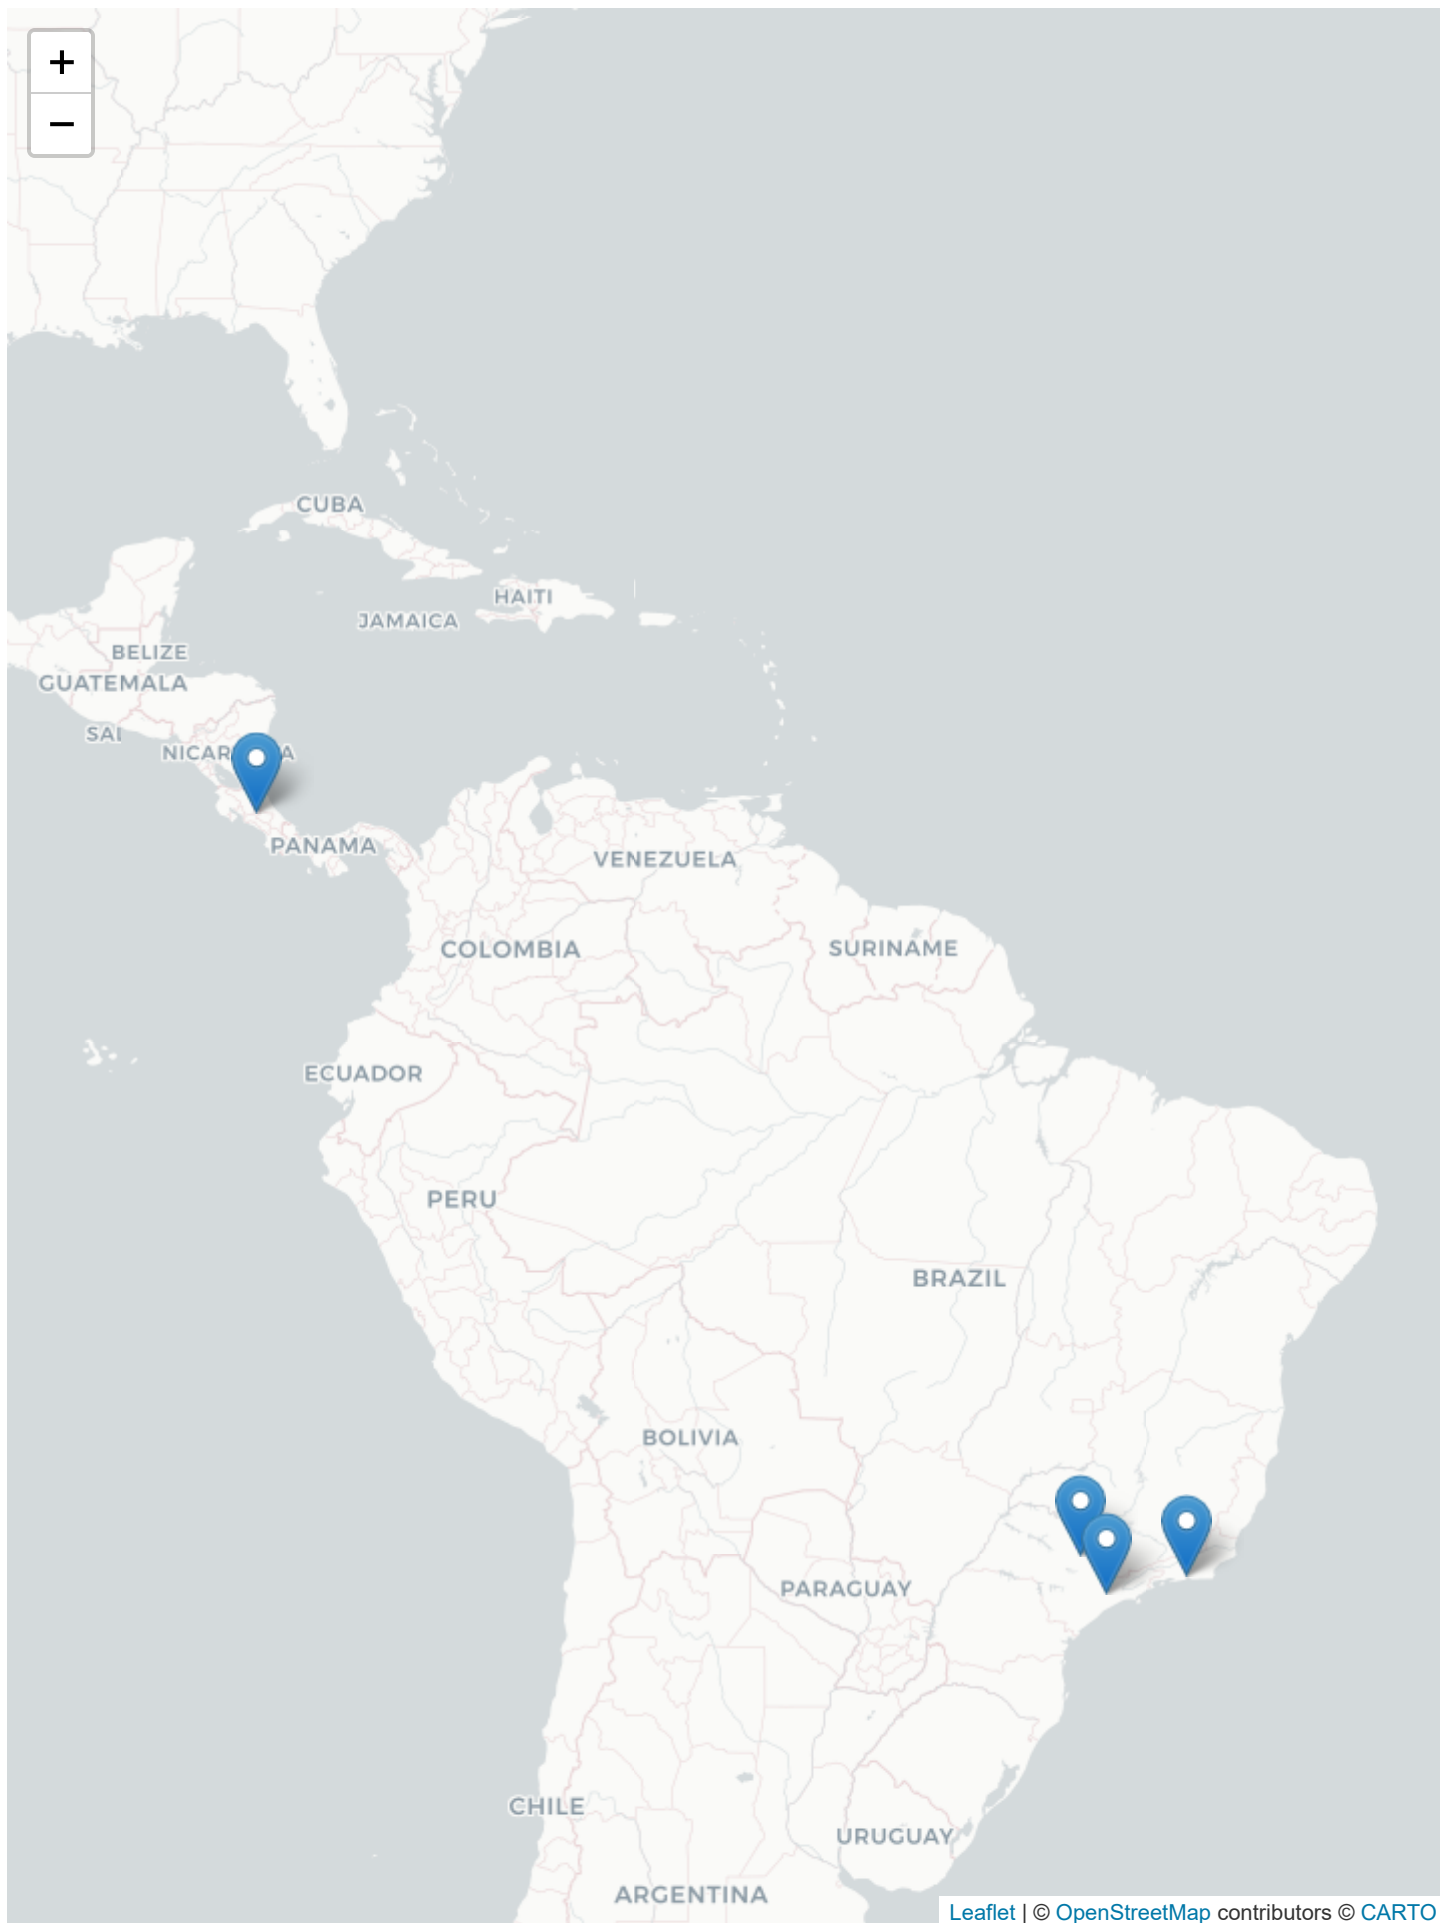 +
−
CUBA
HAITI
JAMAICA
BELIZE
GUATEMALA
SAL
PANAMA
VENEZUELA
COLOMBIA
SURINAME
ECUADOR
PERU
BRAZIL
BOLIVIA
PARAGUAY
CHILE
URUGUAY
ARGENTINA
Leaflet | © OpenStreetMap contributors © CARTO